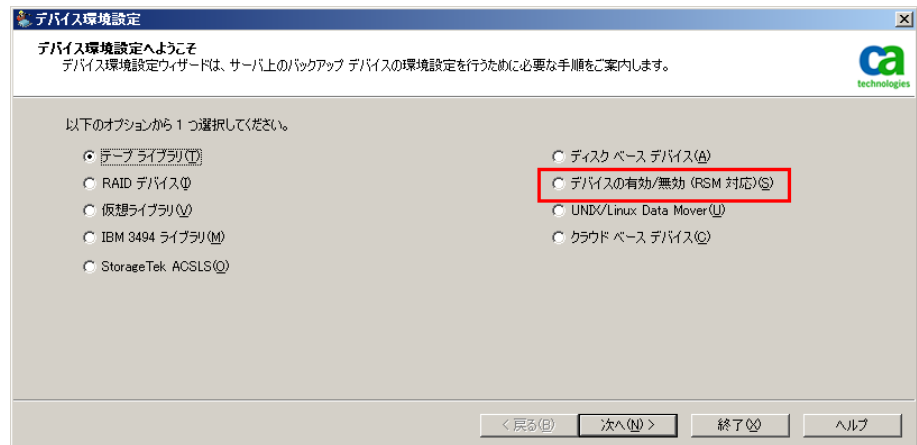 デバイス環境設定
デバイス環境設定へようこそ
デバイス環境設定ウィザードは、サーバ上のバックアップ デバイスの環境設定を行うために必要な手順をご案内します。
ca
technologies
以下のオプションから 1 つ選択してください。
テープ ライブラリ(T)
RAID デバイス(I)
仮想ライブラリ(V)
IBM 3494 ライブラリ(M)
StorageTek ACSLS(O)
ディスク ベース デバイス(A)
デバイスの有効/無効 (RSM 対応)(S)
UNIX/Linux Data Mover(U)
クラウド ベース デバイス(C)
< 戻る(B)
次へ(N) >
終了(X)
ヘルプ